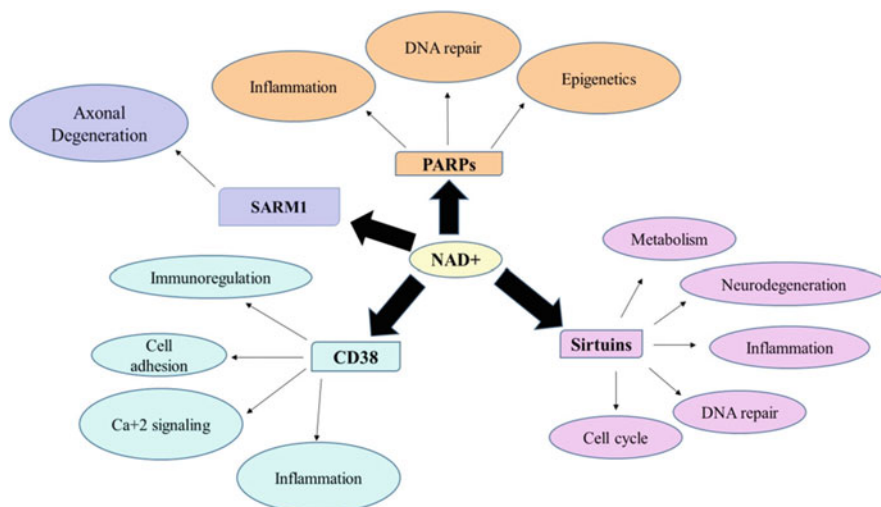 DNA repair
Inflammation
Epigenetics
Axonal
Degeneration
PARPs
SARM1
NAD+
Metabolism
Immunoregulation
Neurodegeneration
Cell
adhesion
CD38
Sirtuins
Inflammation
Ca+2 signaling
DNA repair
Cell cycle
Inflammation